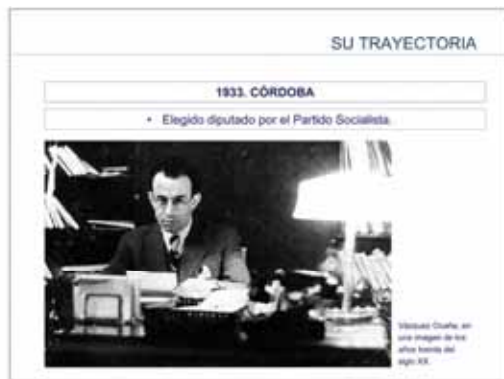 SU TRAYECTORIA
1933. CÓRDOBA
• Elegido diputado por el Partido Socialista.
Vázquez Ocaña, en
una imagen de los
años treinta del
siglo XX.